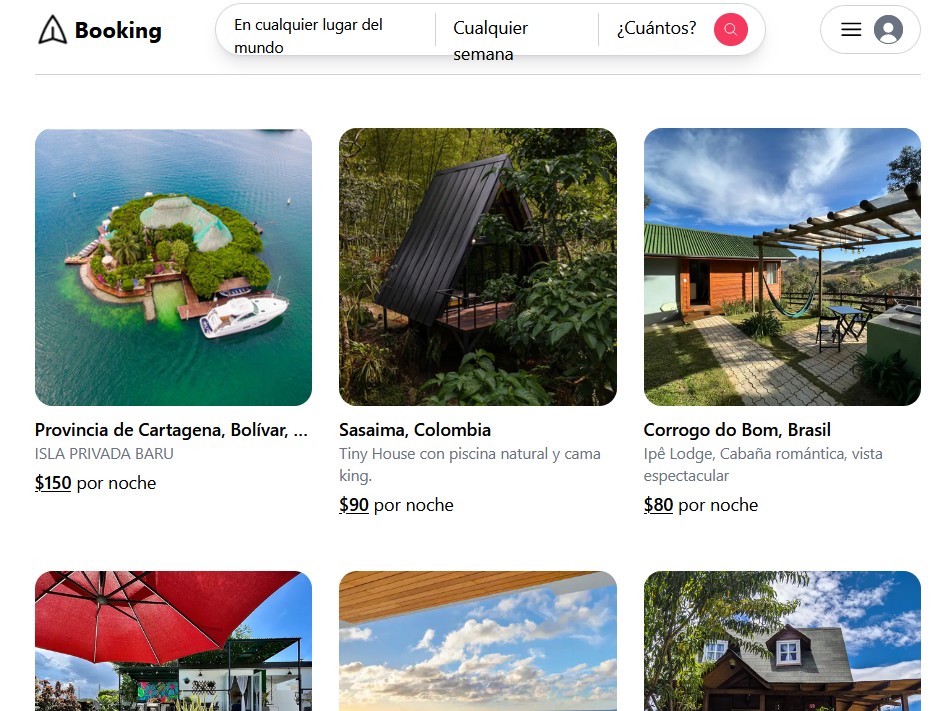 Booking
En cualquier lugar del
mundo
Cualquier
semana
¿Cuántos?
Provincia de Cartagena, Bolívar, ...
ISLA PRIVADA BARU
$150 por noche
Sasaima, Colombia
Tiny House con piscina natural y cama
king.
$90 por noche
Corrogo do Bom, Brasil
Ipê Lodge, Cabaña romántica, vista
espectacular
$80 por noche